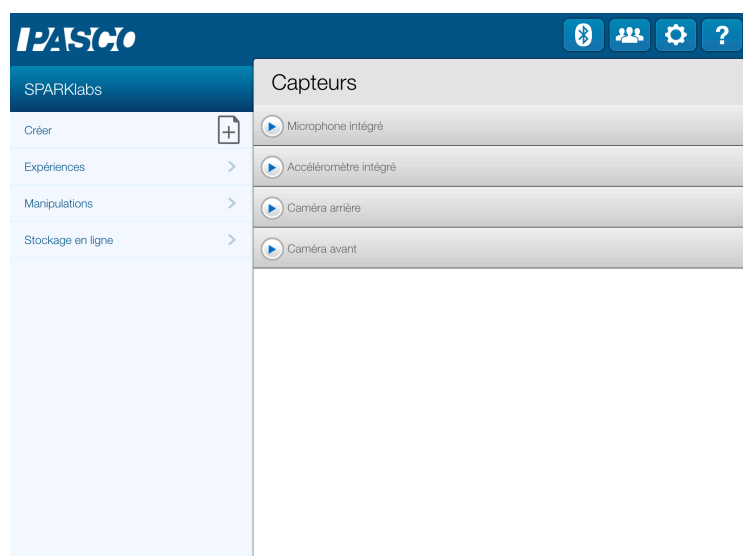 PASCO
?
SPARKlabs
Créer
Expériences
Manipulations
Stockage en ligne
Capteurs
Microphone intégré
Accéléromètre intégré
Caméra arrière
Caméra avant